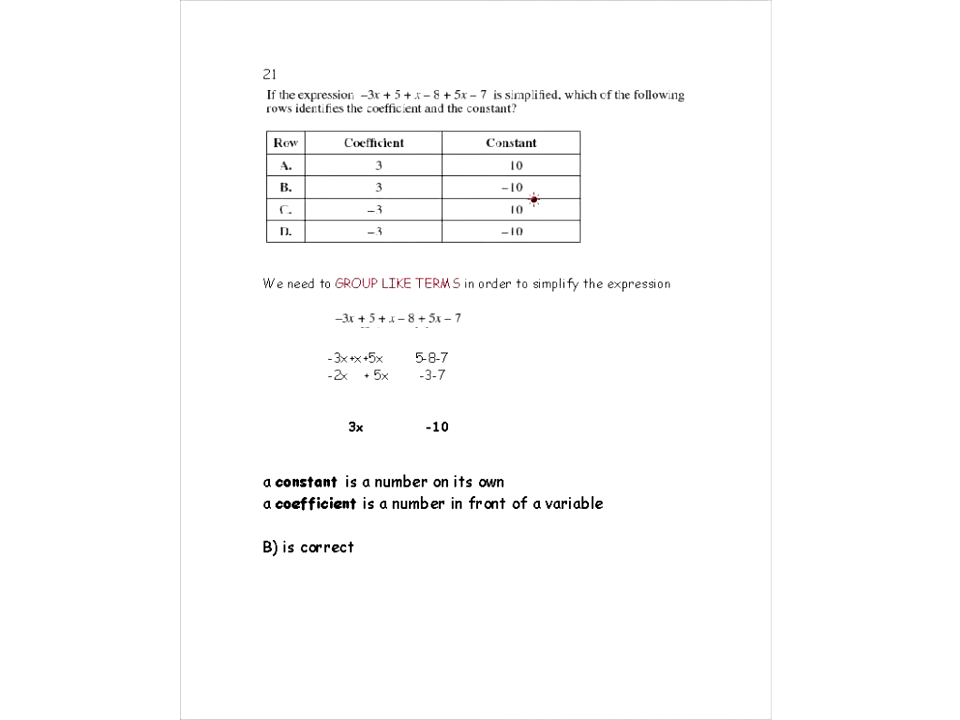 21
If the expression –3x + 5 + x – 8 + 5x – 7 is simplified, which of the following
rows identifies the coefficient and the constant?
Row Coefficient Constant
A. 3 10
B. 3 –10
C. –3 10
D. –3 –10
We need to GROUP LIKE TERMS in order to simplify the expression
–3x + 5 + x – 8 + 5x – 7
-3x+x+5x 5-8-7
-2x + 5x -3-7
3x -10
a constant is a number on its own
a coefficient is a number in front of a variable
B) is correct